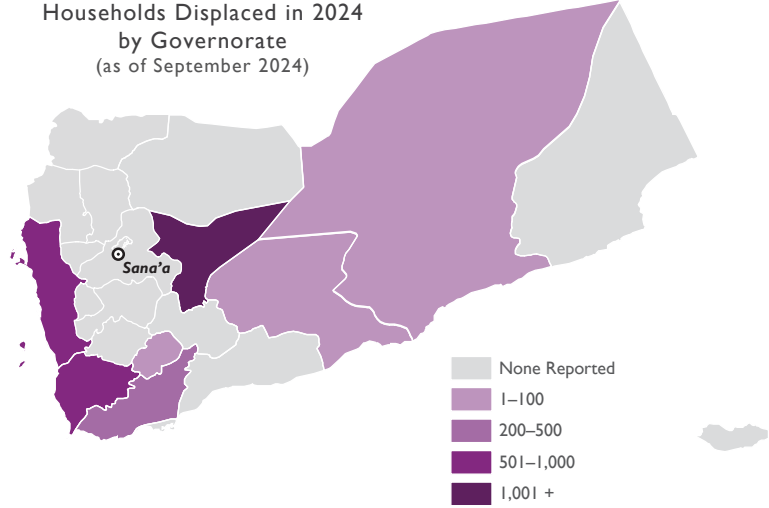 Households Displaced in 2024
by Governorate
(as of September 2024)
Sana'a
None Reported
1–100
200–500
501–1,000
1,001 +